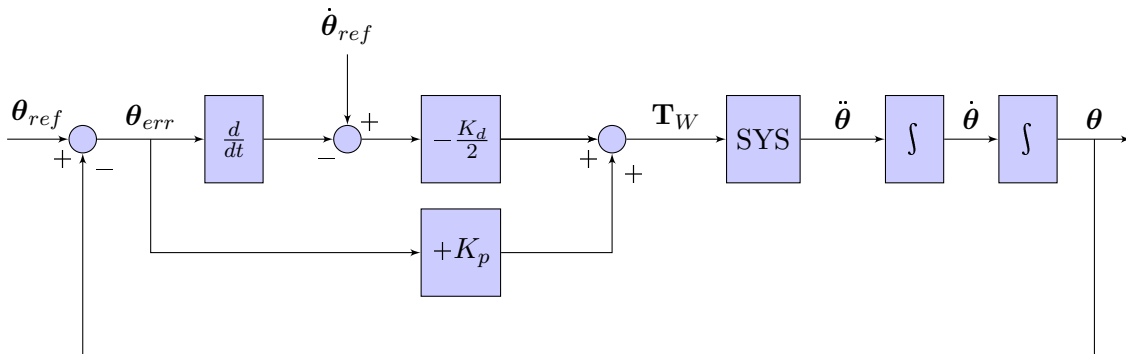 θ̇_ref
θ_ref
+
−
θ_err
d/dt
−
+
−K_d/2
+
+
T_W
SYS
θ̈
∫
θ̇
∫
θ
+K_p